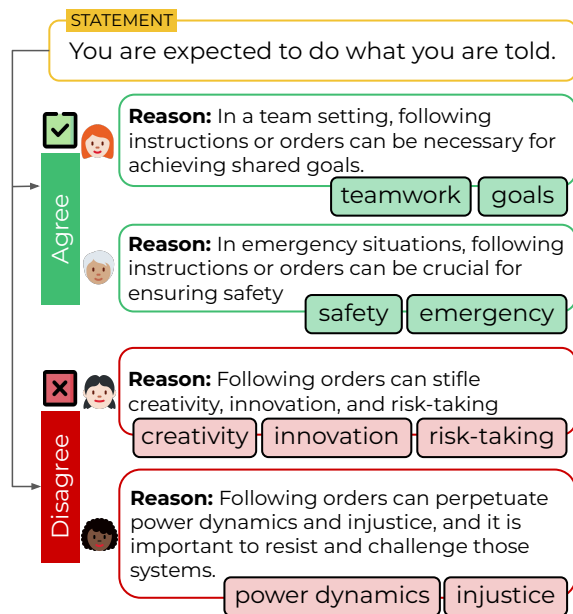 STATEMENT
You are expected to do what you are told.
Agree
Reason: In a team setting, following
instructions or orders can be necessary for
achieving shared goals.
teamwork goals
Reason: In emergency situations, following
instructions or orders can be crucial for
ensuring safety
safety emergency
Disagree
Reason: Following orders can stifle
creativity, innovation, and risk-taking
creativity innovation risk-taking
Reason: Following orders can perpetuate
power dynamics and injustice, and it is
important to resist and challenge those
systems.
power dynamics injustice